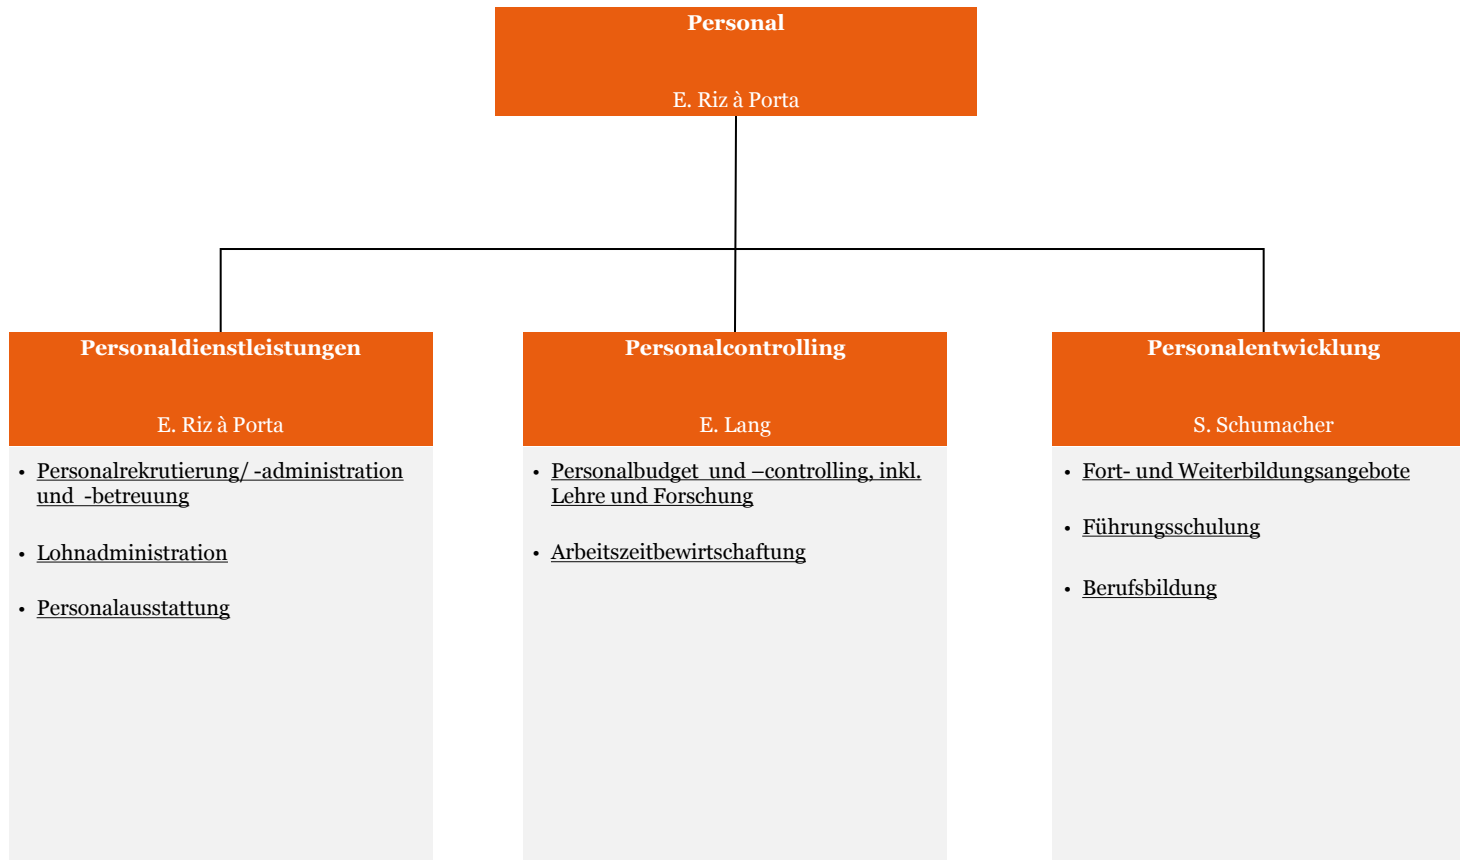 Personal
E. Riz à Porta
Personaldienstleistungen
E. Riz à Porta
• Personalrekrutierung/ -administration
und  -betreuung
• Lohnadministration
• Personalausstattung
Personalcontrolling
E. Lang
• Personalbudget  und –controlling, inkl.
Lehre und Forschung
• Arbeitszeitbewirtschaftung
Personalentwicklung
S. Schumacher
• Fort- und Weiterbildungsangebote
• Führungsschulung
• Berufsbildung